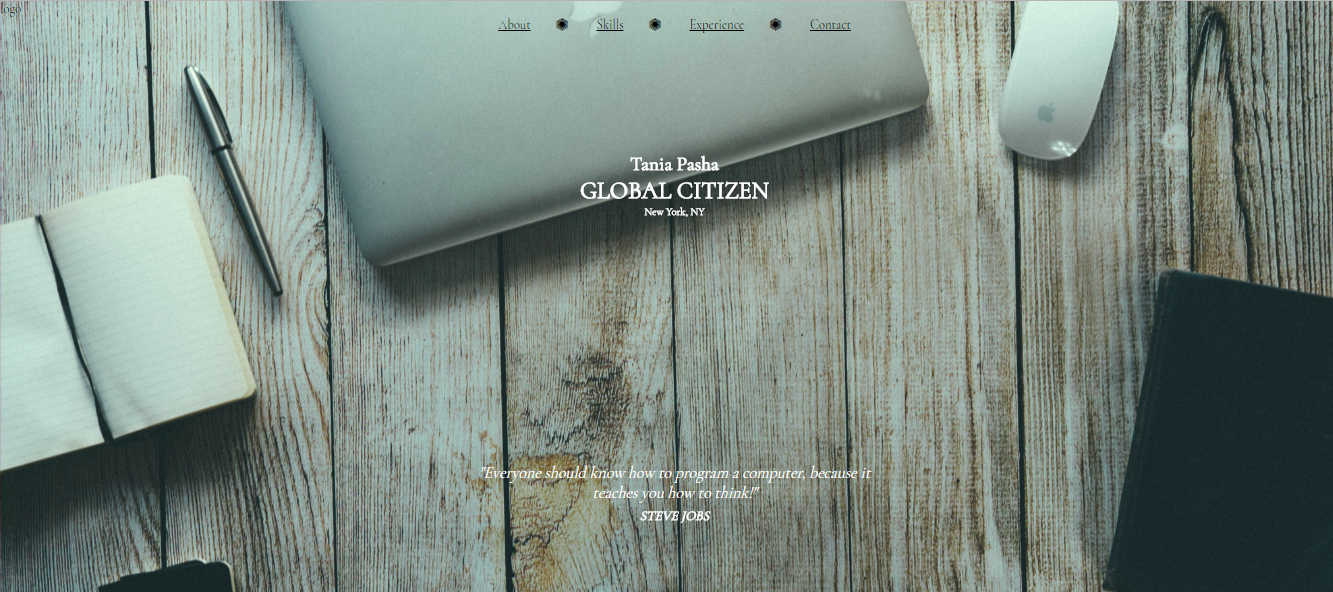 logo
About Skills Experience Contact
Tania Pasha
GLOBAL CITIZEN
New York, NY
"Everyone should know how to program a computer, because it
teaches you how to think!"
STEVE JOBS